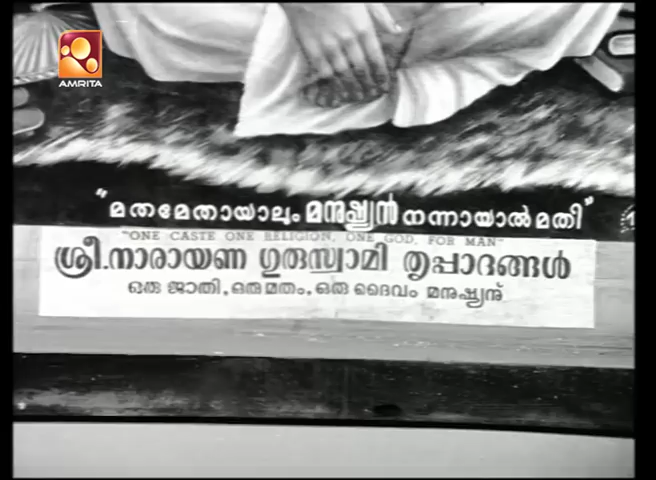 AMRITA
"മതമേതായാലും മനുഷ്യൻ നന്നായാൽ മതി"
"ONE CASTE ONE RELIGION, ONE GOD, FOR MAN"
ശ്രീ.നാരായണ ഗുരുസ്വാമി തൃപ്പാദങ്ങൾ
ഒരു ജാതി, ഒരു മതം, ഒരു ദൈവം മനുഷ്യനു്